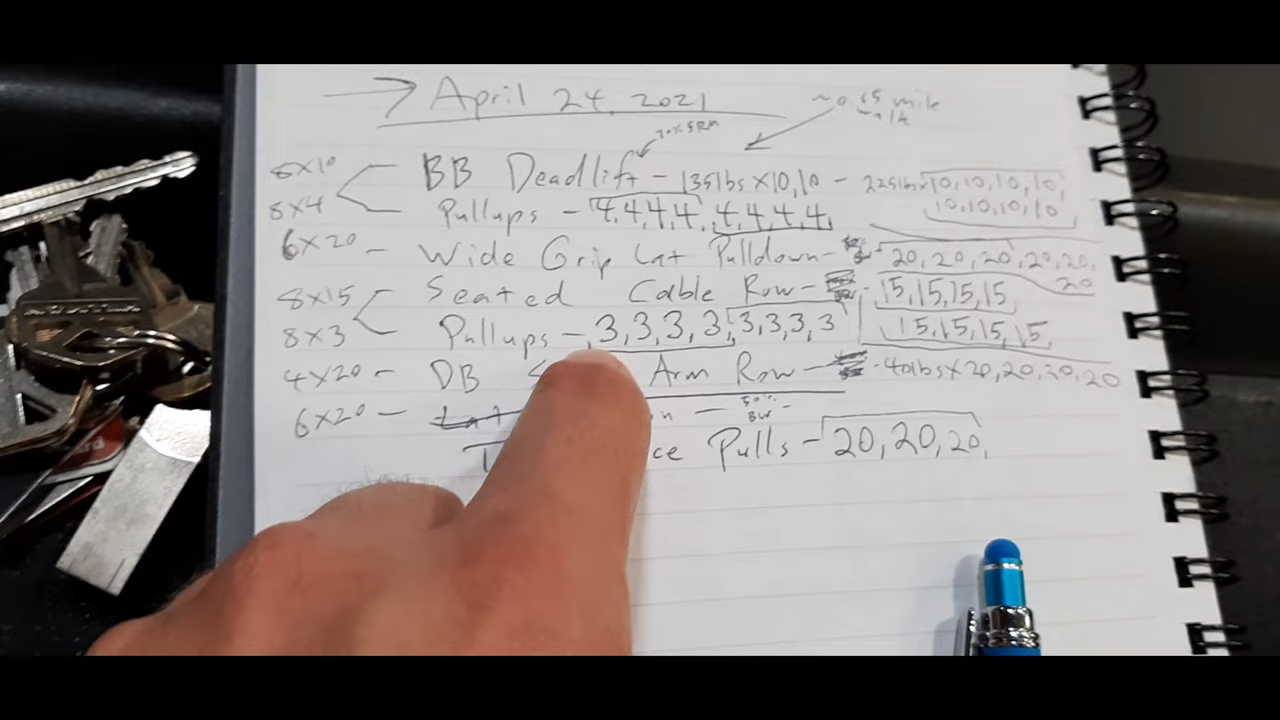 → April 24, 2021
~0.65 mile
~1k
70% 5RM
8x10 BB Deadlift - 135lbs x 10, 10 - 225lbs x 10, 10, 10, 10,
10, 10, 10, 10
8x4 Pullups - 4, 4, 4, 4, 4, 4, 4, 4,
6x20 - Wide Grip Lat Pulldown - 20, 20, 20, 20, 20,
20
8x15 Seated Cable Row - 15, 15, 15, 15
15, 15, 15, 15,
8x3 Pullups - 3, 3, 3, 3, 3, 3, 3, 3
4x20 - DB Arm Row - 40lbs x 20, 20, 20, 20
6x20 - - 50%
BW -
Pulls - 20, 20, 20,